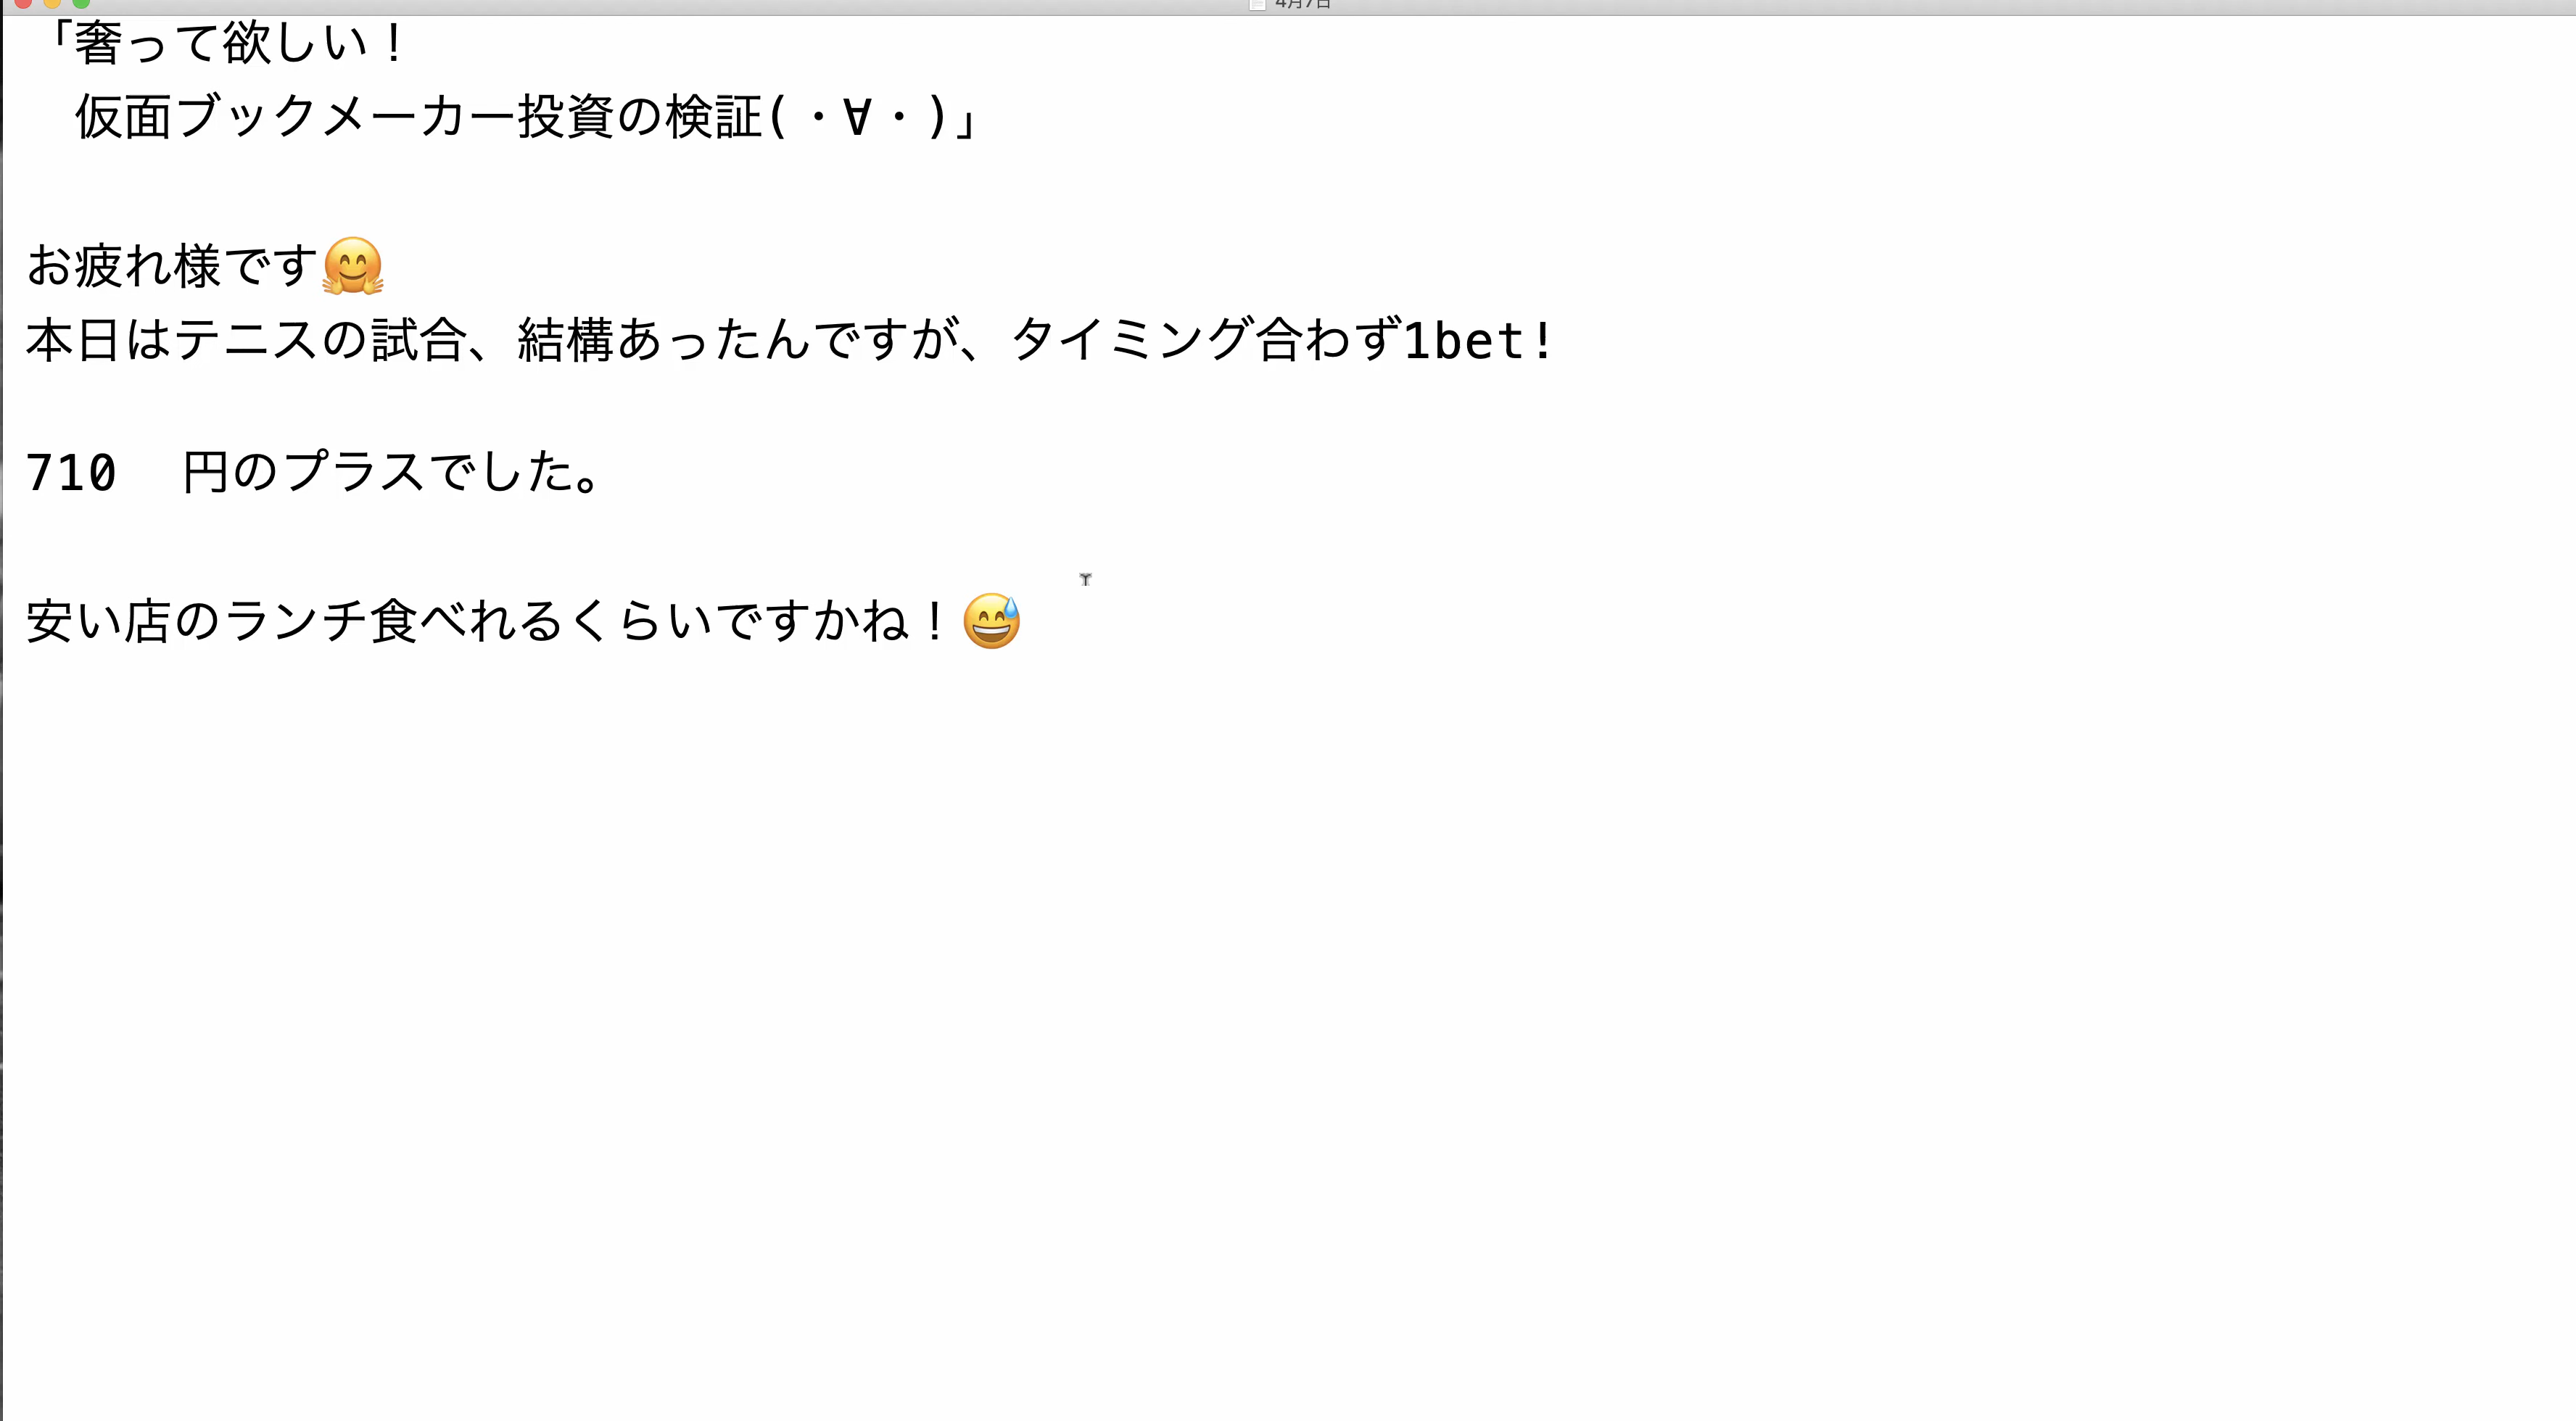 4月7日
「奢って欲しい！
仮面ブックメーカー投資の検証(・∀・)」
お疲れ様です🤗
本日はテニスの試合、結構あったんですが、タイミング合わず1bet!
710　円のプラスでした。
安い店のランチ食べれるくらいですかね！😅